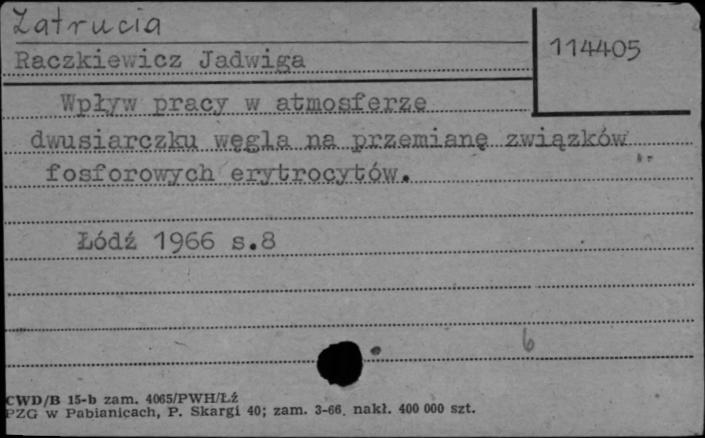 Zatrucia
114405
Raczkiewicz Jadwiga
Wpływ pracy w atmosferze
dwusiarczku węgla na przemianę związków
fosforowych erytrocytów.
Łódź 1966 s.8
6
CWD/B 15-b zam. 4065/PWH/Łź
PZG w Pabianicach, P. Skargi 40; zam. 3-66. nakł. 400 000 szt.